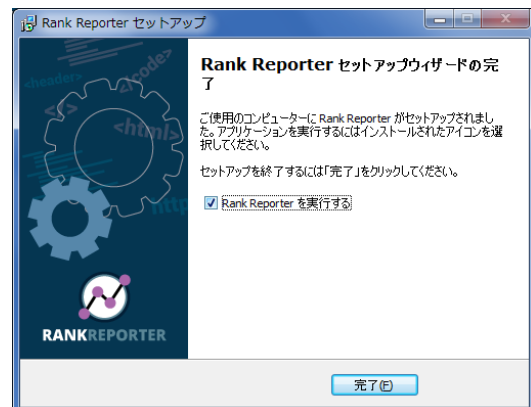 Rank Reporter セットアップ
<header>
</code>
</>
<html>
http
RANKREPORTER
Rank Reporter セットアップウィザードの完
了
ご使用のコンピューターに Rank Reporter がセットアップされまし
た。アプリケーションを実行するにはインストールされたアイコンを選
択してください。
セットアップを終了するには「完了」をクリックしてください。
Rank Reporter を実行する
完了(F)